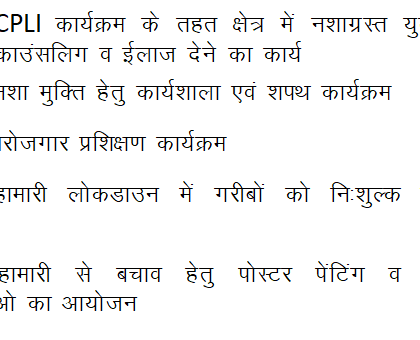 CPLI कार्यक्रम के तहत क्षेत्र में नशाग्रस्त यु
काउंसलिग व ईलाज देने का कार्य
नशा मुक्ति हेतु कार्यशाला एवं शपथ कार्यक्रम
रोजगार प्रशिक्षण कार्यक्रम
हामारी लोकडाउन में गरीबों को निःशुल्क
हामारी से बचाव हेतु पोस्टर पेंटिंग व
ओ का आयोजन